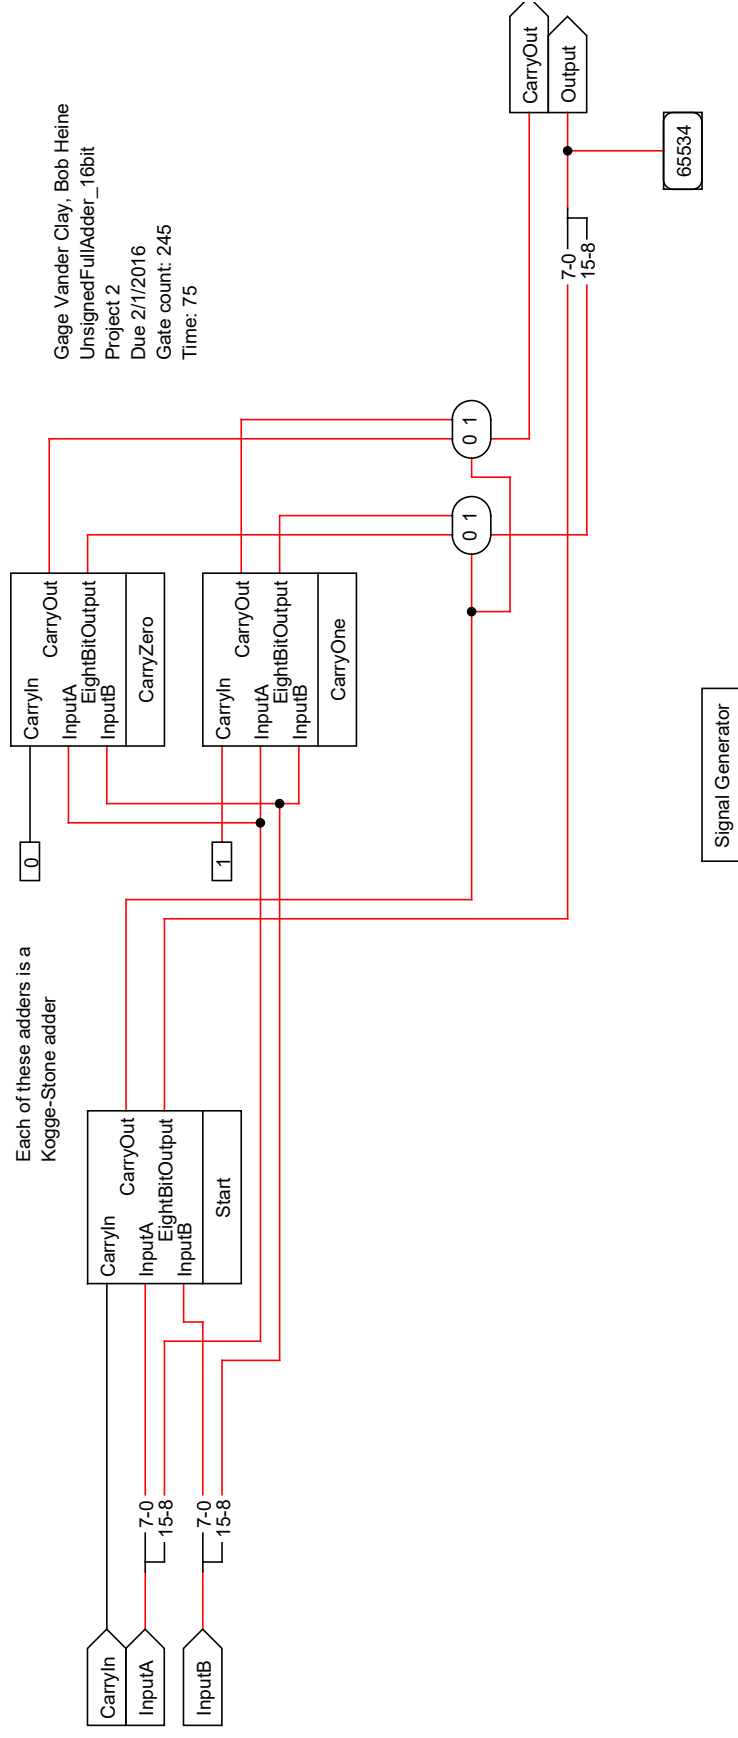 Each of these adders is a
Kogge-Stone adder
Gage Vander Clay, Bob Heine
UnsignedFullAdder_16bit
Project 2
Due 2/1/2016
Gate count: 245
Time: 75
CarryIn
InputA
InputB
7-0
15-8
7-0
15-8
CarryIn
CarryOut
InputA
EightBitOutput
InputB
Start
0
CarryIn
CarryOut
InputA
EightBitOutput
InputB
CarryZero
1
CarryIn
CarryOut
InputA
EightBitOutput
InputB
CarryOne
0 1
0 1
7-0
15-8
CarryOut
Output
65534
Signal Generator